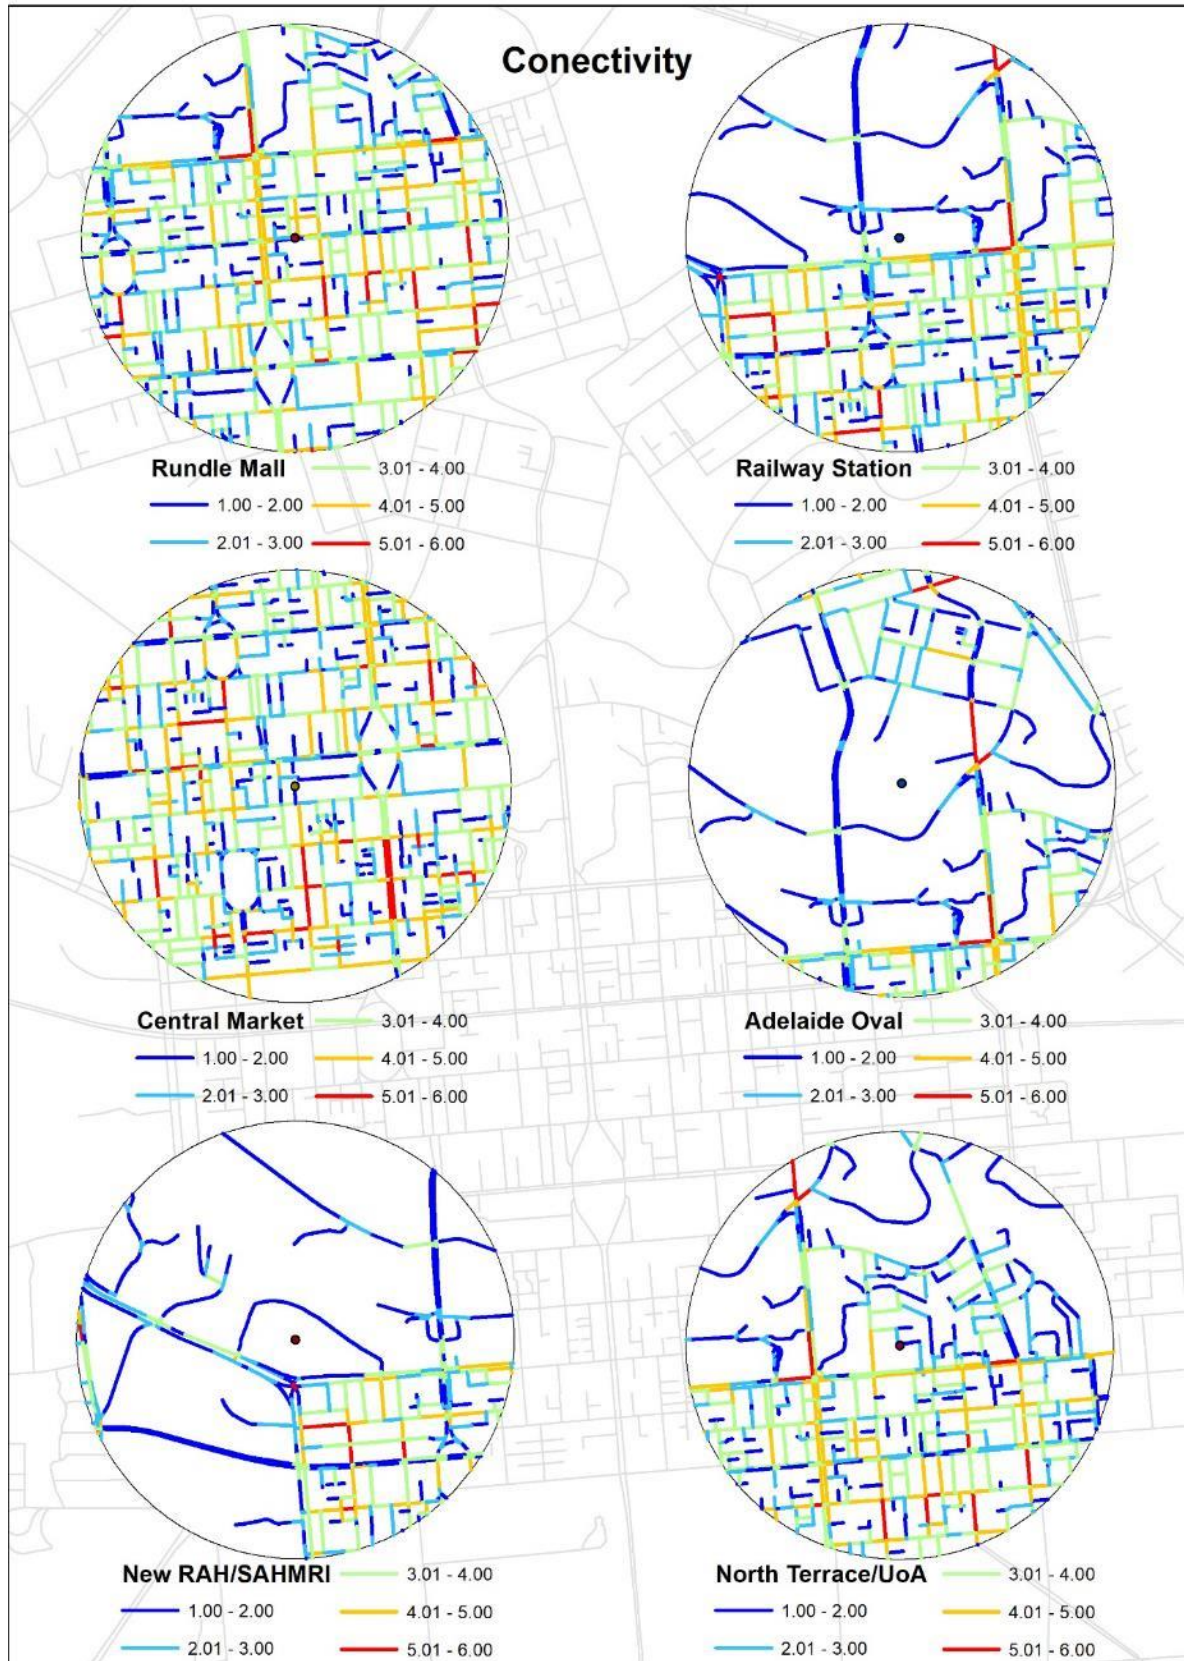 Conectivity
Rundle Mall 3.01 - 4.00
1.00 - 2.00 4.01 - 5.00
2.01 - 3.00 5.01 - 6.00
Railway Station 3.01 - 4.00
1.00 - 2.00 4.01 - 5.00
2.01 - 3.00 5.01 - 6.00
Central Market 3.01 - 4.00
1.00 - 2.00 4.01 - 5.00
2.01 - 3.00 5.01 - 6.00
Adelaide Oval 3.01 - 4.00
1.00 - 2.00 4.01 - 5.00
2.01 - 3.00 5.01 - 6.00
New RAH/SAHMRI 3.01 - 4.00
1.00 - 2.00 4.01 - 5.00
2.01 - 3.00 5.01 - 6.00
North Terrace/UoA 3.01 - 4.00
1.00 - 2.00 4.01 - 5.00
2.01 - 3.00 5.01 - 6.00